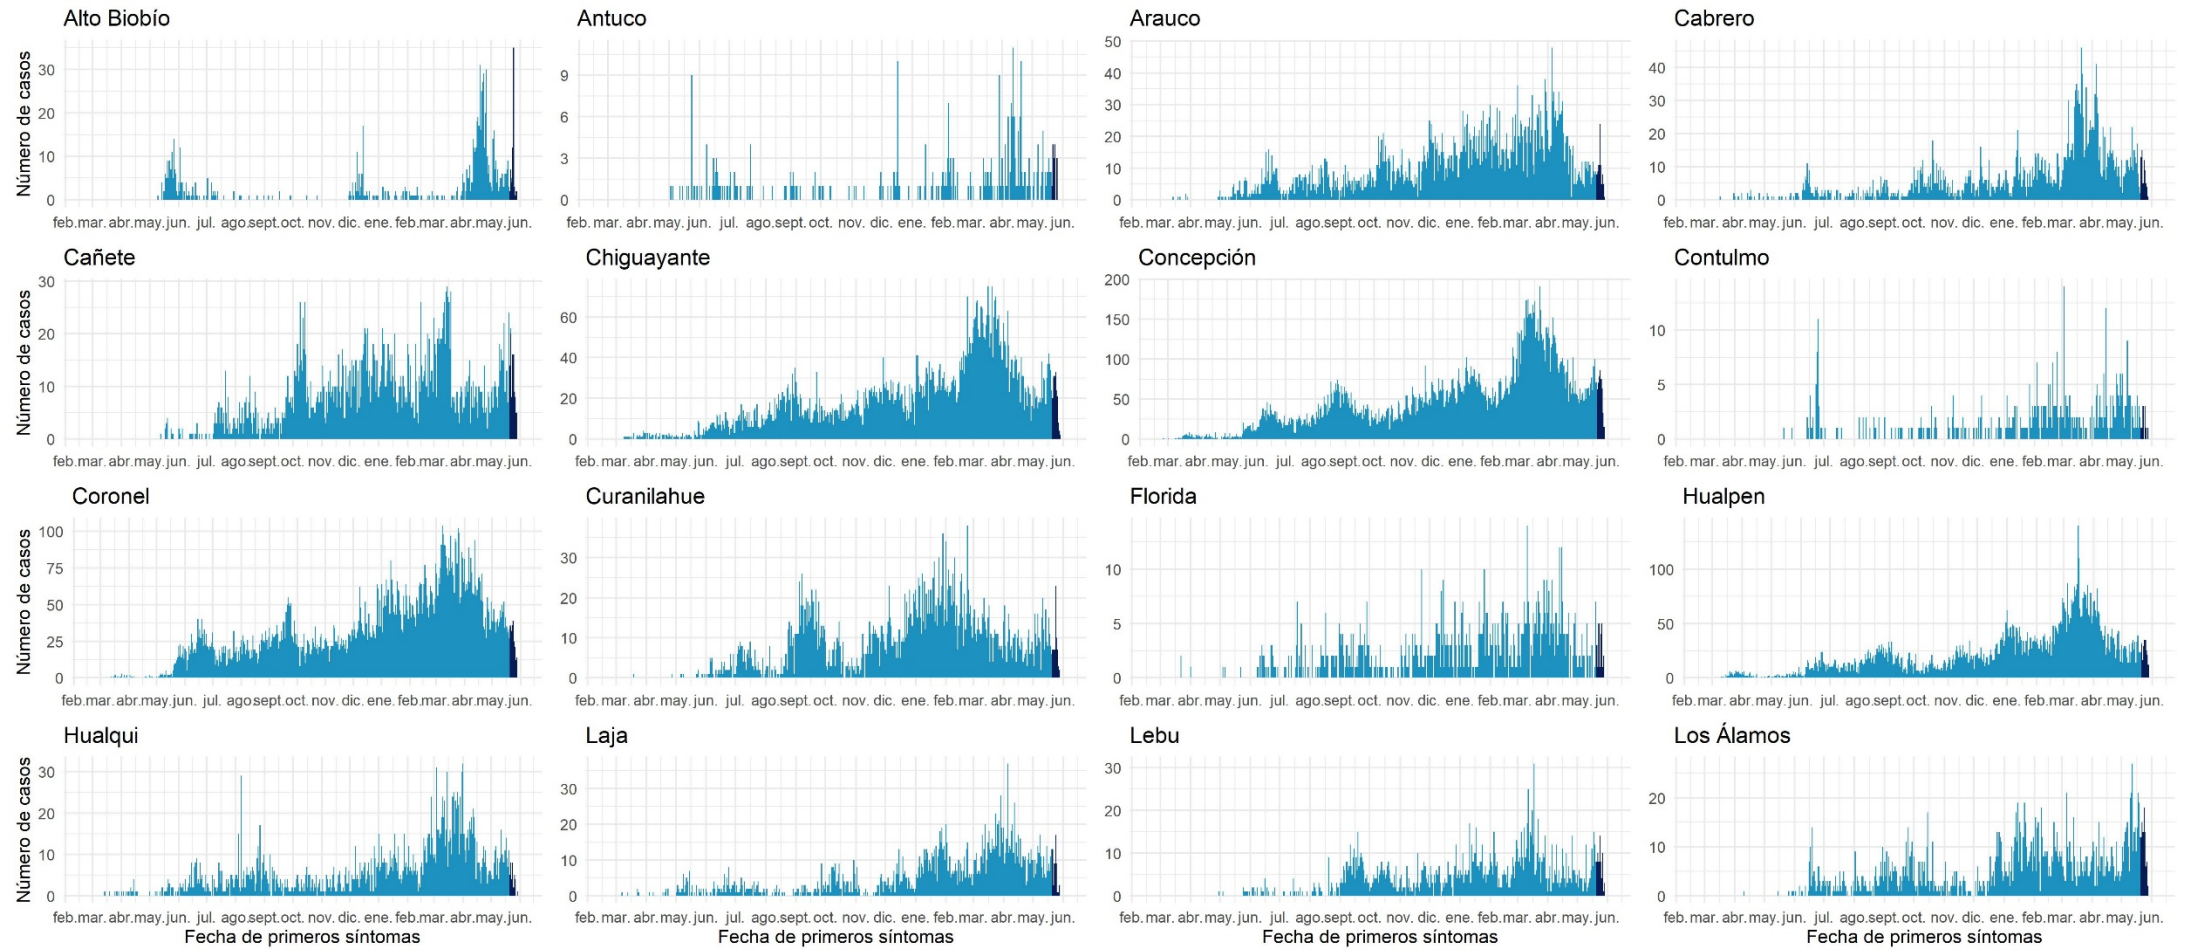 Alto Biobío
Antuco
Arauco
Cabrero
Número de casos
30
20
10
0
9
6
3
0
50
40
30
20
10
0
40
30
20
10
0
feb. mar. abr. may. jun. jul. ago. sept. oct. nov. dic. ene. feb. mar. abr. may. jun.
feb. mar. abr. may. jun. jul. ago. sept. oct. nov. dic. ene. feb. mar. abr. may. jun.
feb. mar. abr. may. jun. jul. ago. sept. oct. nov. dic. ene. feb. mar. abr. may. jun.
feb. mar. abr. may. jun. jul. ago. sept. oct. nov. dic. ene. feb. mar. abr. may. jun.
Cañete
Chiguayante
Concepción
Contulmo
Número de casos
30
20
10
0
60
40
20
0
200
150
100
50
0
10
5
0
feb. mar. abr. may. jun. jul. ago. sept. oct. nov. dic. ene. feb. mar. abr. may. jun.
feb. mar. abr. may. jun. jul. ago. sept. oct. nov. dic. ene. feb. mar. abr. may. jun.
feb. mar. abr. may. jun. jul. ago. sept. oct. nov. dic. ene. feb. mar. abr. may. jun.
feb. mar. abr. may. jun. jul. ago. sept. oct. nov. dic. ene. feb. mar. abr. may. jun.
Coronel
Curanilahue
Florida
Hualpen
Número de casos
100
75
50
25
0
30
20
10
0
10
5
0
100
50
0
feb. mar. abr. may. jun. jul. ago. sept. oct. nov. dic. ene. feb. mar. abr. may. jun.
feb. mar. abr. may. jun. jul. ago. sept. oct. nov. dic. ene. feb. mar. abr. may. jun.
feb. mar. abr. may. jun. jul. ago. sept. oct. nov. dic. ene. feb. mar. abr. may. jun.
feb. mar. abr. may. jun. jul. ago. sept. oct. nov. dic. ene. feb. mar. abr. may. jun.
Hualqui
Laja
Lebu
Los Álamos
Número de casos
30
20
10
0
30
20
10
0
30
20
10
0
20
10
0
feb. mar. abr. may. jun. jul. ago. sept. oct. nov. dic. ene. feb. mar. abr. may. jun.
feb. mar. abr. may. jun. jul. ago. sept. oct. nov. dic. ene. feb. mar. abr. may. jun.
feb. mar. abr. may. jun. jul. ago. sept. oct. nov. dic. ene. feb. mar. abr. may. jun.
feb. mar. abr. may. jun. jul. ago. sept. oct. nov. dic. ene. feb. mar. abr. may. jun.
Fecha de primeros síntomas
Fecha de primeros síntomas
Fecha de primeros síntomas
Fecha de primeros síntomas